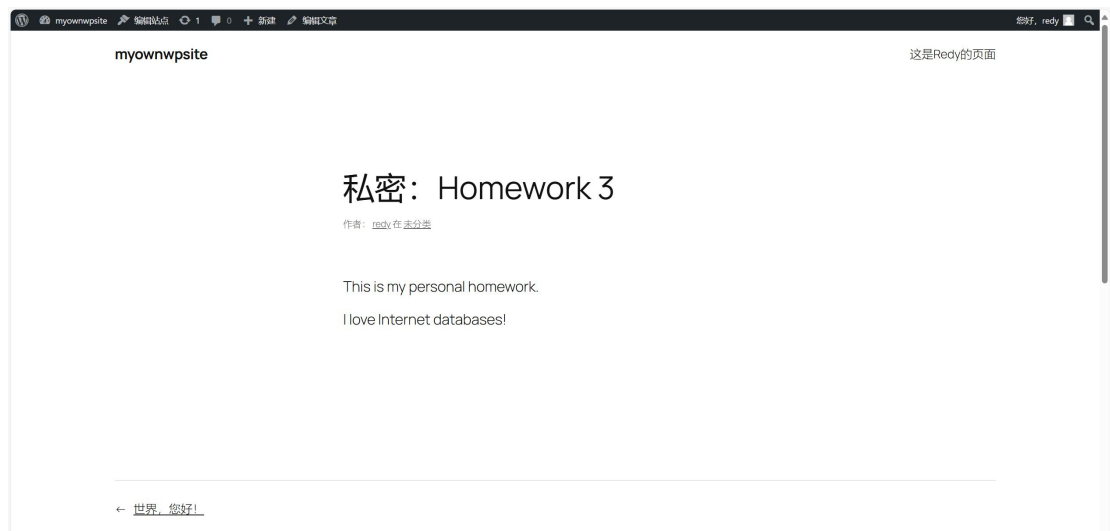 myownwpsite 编辑站点 1 0 新建 编辑文章 您好，redy
myownwpsite 这是Redy的页面
私密：Homework 3
作者： redy 在 未分类
This is my personal homework.
I love Internet databases!
← 世界，您好！